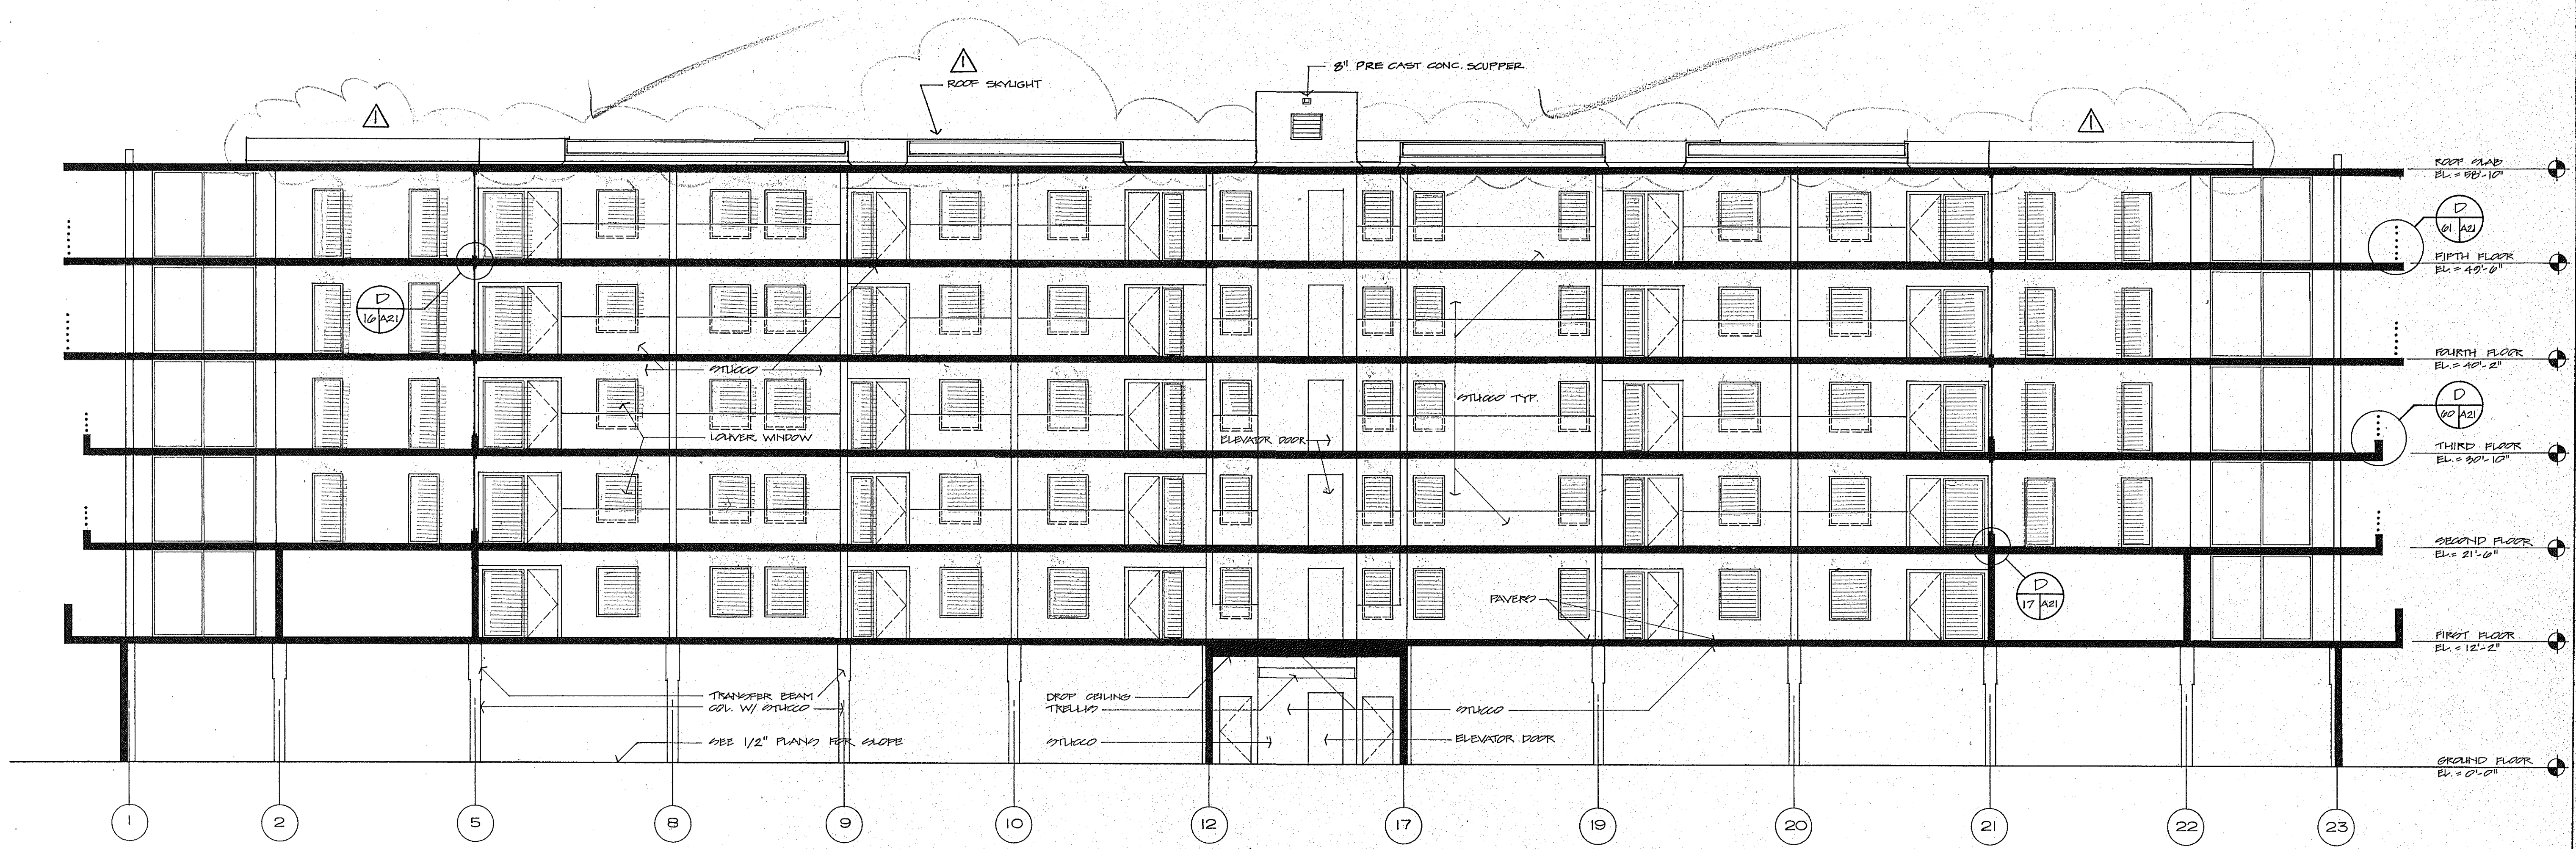 8" PRE CAST CONC. SCUPPER
1
ROOF SKYLIGHT
1
1
ROOF SLAB
EL. = 58'-10"
D
61 A21
FIFTH FLOOR
EL. = 49'-6"
D
16 A21
FOURTH FLOOR
EL. = 40'-2"
STUCCO
STUCCO TYP.
D
60 A21
LOUVER WINDOW
ELEVATOR DOOR
THIRD FLOOR
EL. = 30'-10"
SECOND FLOOR
EL. = 21'-6"
D
17 A21
PAVERS
FIRST FLOOR
EL. = 12'-2"
TRANSFER BEAM
COL. W/ STUCCO
DROP CEILING
TRELLIS
STUCCO
SEE 1/2" PLANS FOR SLOPE
STUCCO
ELEVATOR DOOR
GROUND FLOOR
EL. = 0'-0"
1 2 5 8 9 10 12 17 19 20 21 22 23